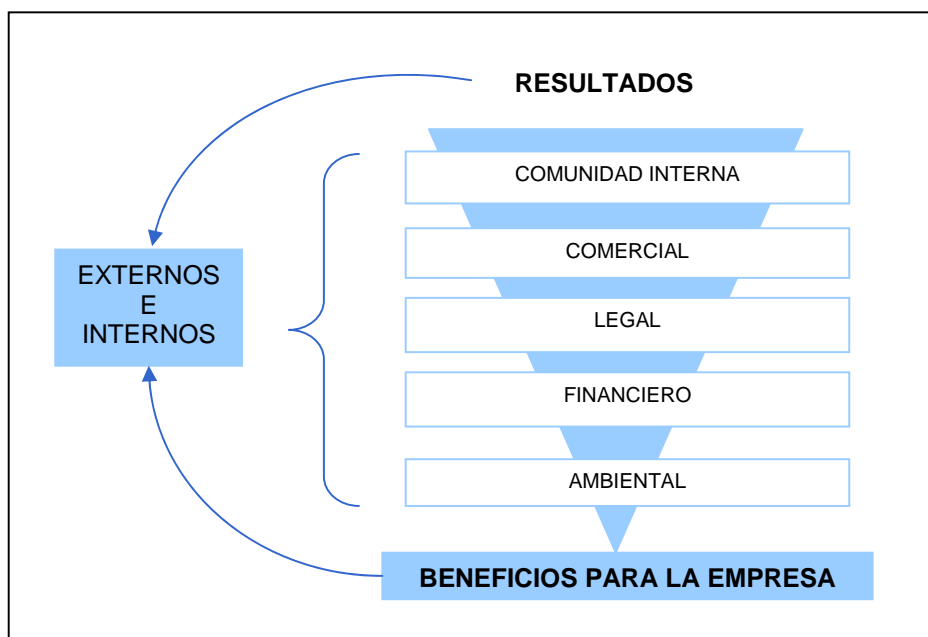 RESULTADOS
COMUNIDAD INTERNA
COMERCIAL
EXTERNOS
E
INTERNOS
LEGAL
FINANCIERO
AMBIENTAL
BENEFICIOS PARA LA EMPRESA